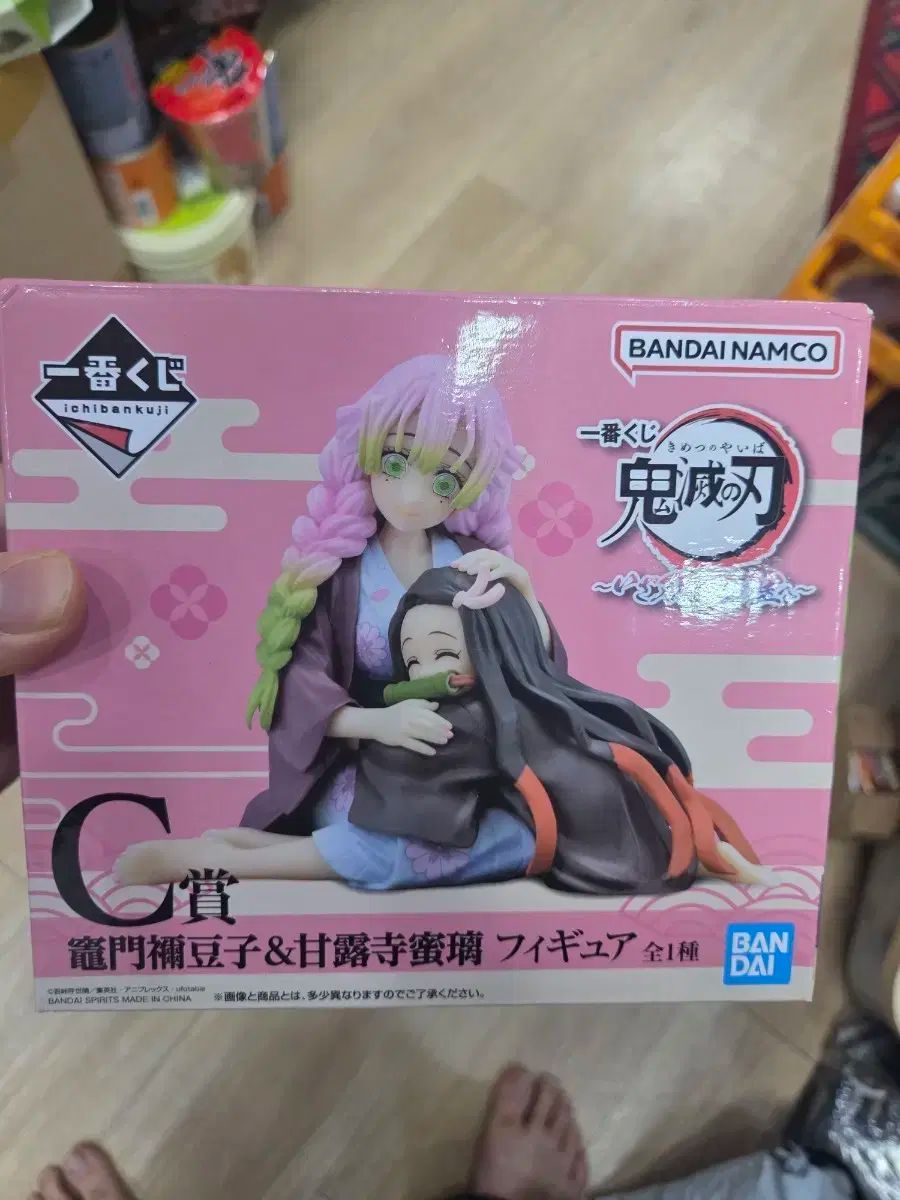 一番くじ
ichibankuji
BANDAI NAMCO
一番くじ
きめつのやいば
鬼滅の刃
C賞
竈門禰豆子&甘露寺蜜璃 フィギュア 全1種
BAN
DAI
©吾峠呼世晴／集英社・アニプレックス・ufotable
BANDAI SPIRITS MADE IN CHINA ※画像と商品とは、多少異なりますのでご了承ください。